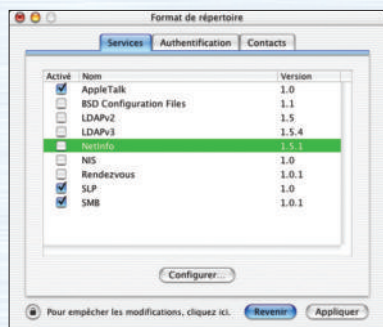 Format de répertoire
Services Authentification Contacts
Activé Nom Version
AppleTalk 1.0
BSD Configuration Files 1.1
LDAPv2 1.5
LDAPv3 1.5.4
NetInfo 1.5.1
NIS 1.0
Rendezvous 1.0.1
SLP 1.0
SMB 1.0.1
Configurer...
Pour empêcher les modifications, cliquez ici. Revenir Appliquer